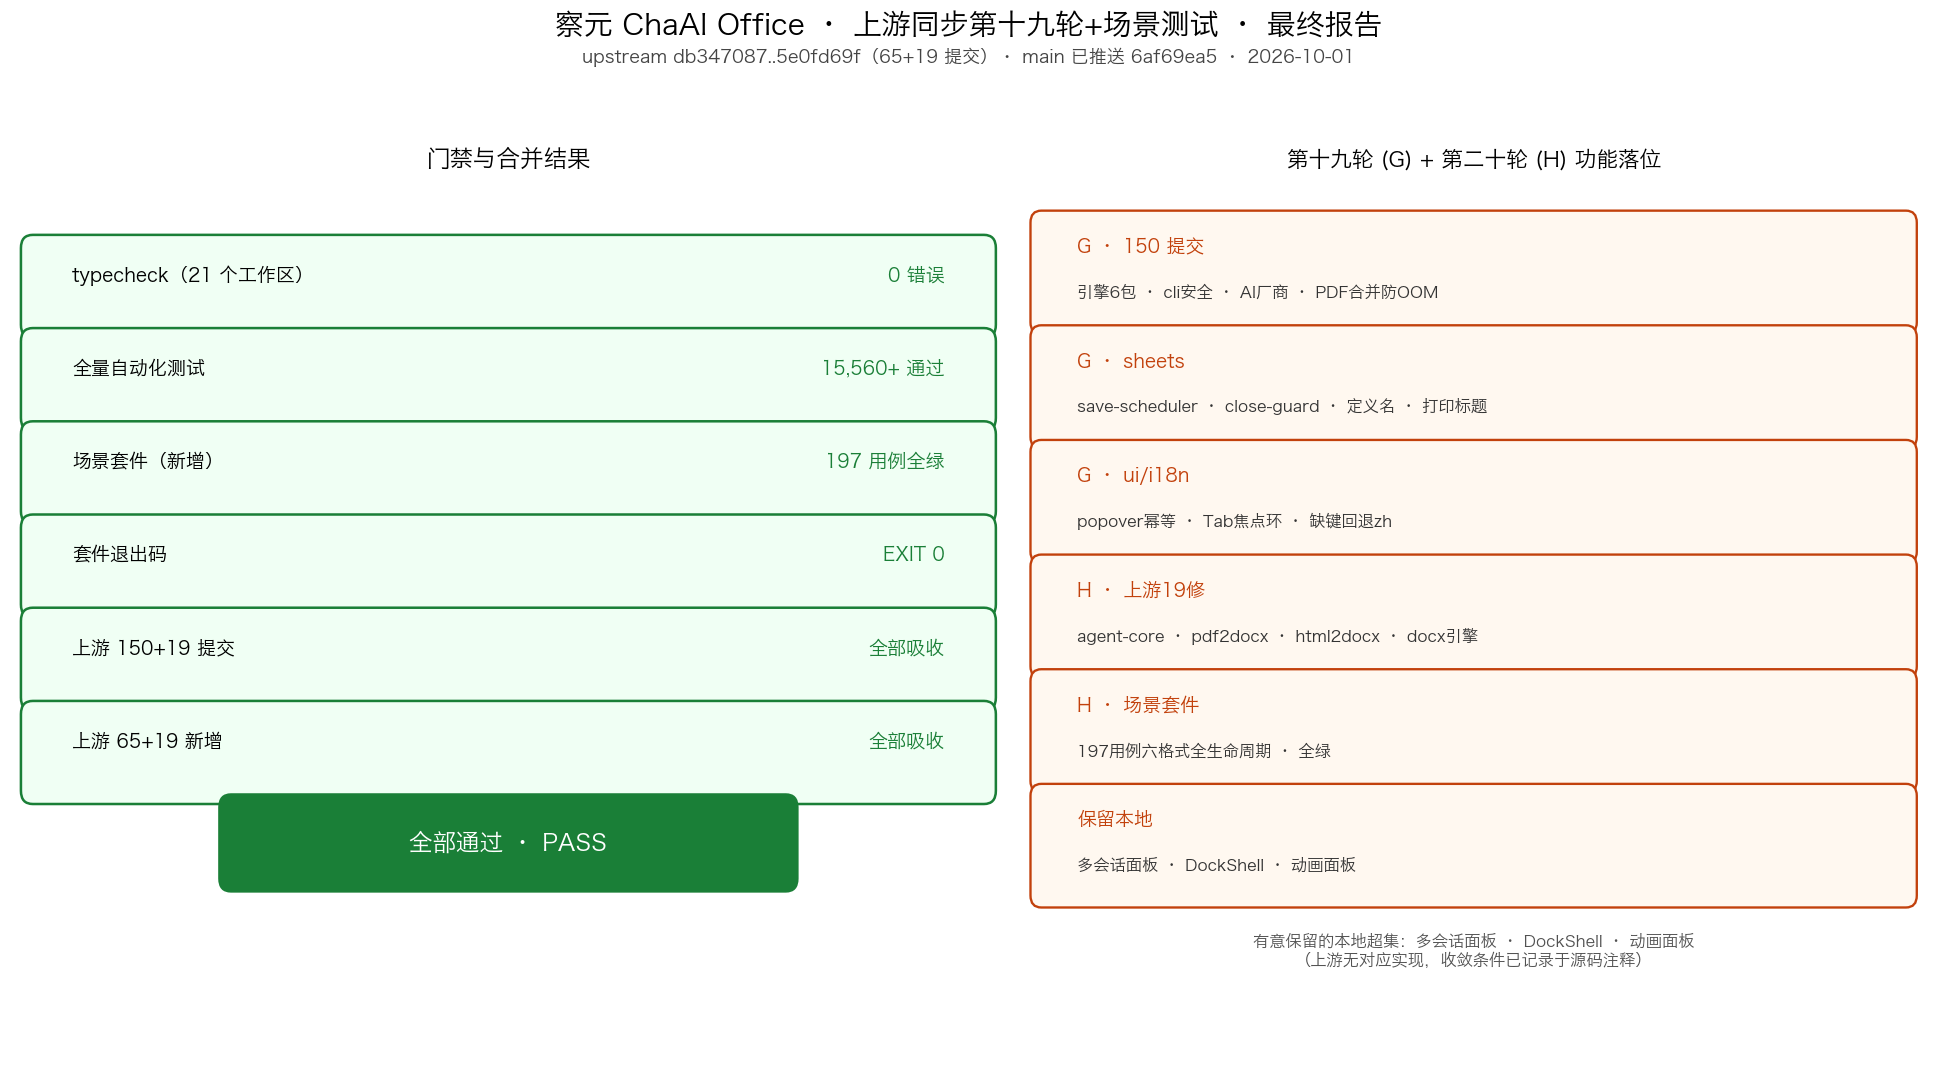 察元 ChaAI Office · 上游同步第十九轮+场景测试 · 最终报告
upstream db347087..5e0fd69f（65+19 提交） · main 已推送 6af69ea5 · 2026-10-01
门禁与合并结果
typecheck（21 个工作区） 0 错误
全量自动化测试 15,560+ 通过
场景套件（新增） 197 用例全绿
套件退出码 EXIT 0
上游 150+19 提交 全部吸收
上游 65+19 新增 全部吸收
全部通过 · PASS
第十九轮 (G) + 第二十轮 (H) 功能落位
G · 150 提交
引擎6包 · cli安全 · AI厂商 · PDF合并防OOM
G · sheets
save-scheduler · close-guard · 定义名 · 打印标题
G · ui/i18n
popover幂等 · Tab焦点环 · 缺键回退zh
H · 上游19修
agent-core · pdf2docx · html2docx · docx引擎
H · 场景套件
197用例六格式全生命周期 · 全绿
保留本地
多会话面板 · DockShell · 动画面板
有意保留的本地超集：多会话面板 · DockShell · 动画面板
（上游无对应实现，收敛条件已记录于源码注释）